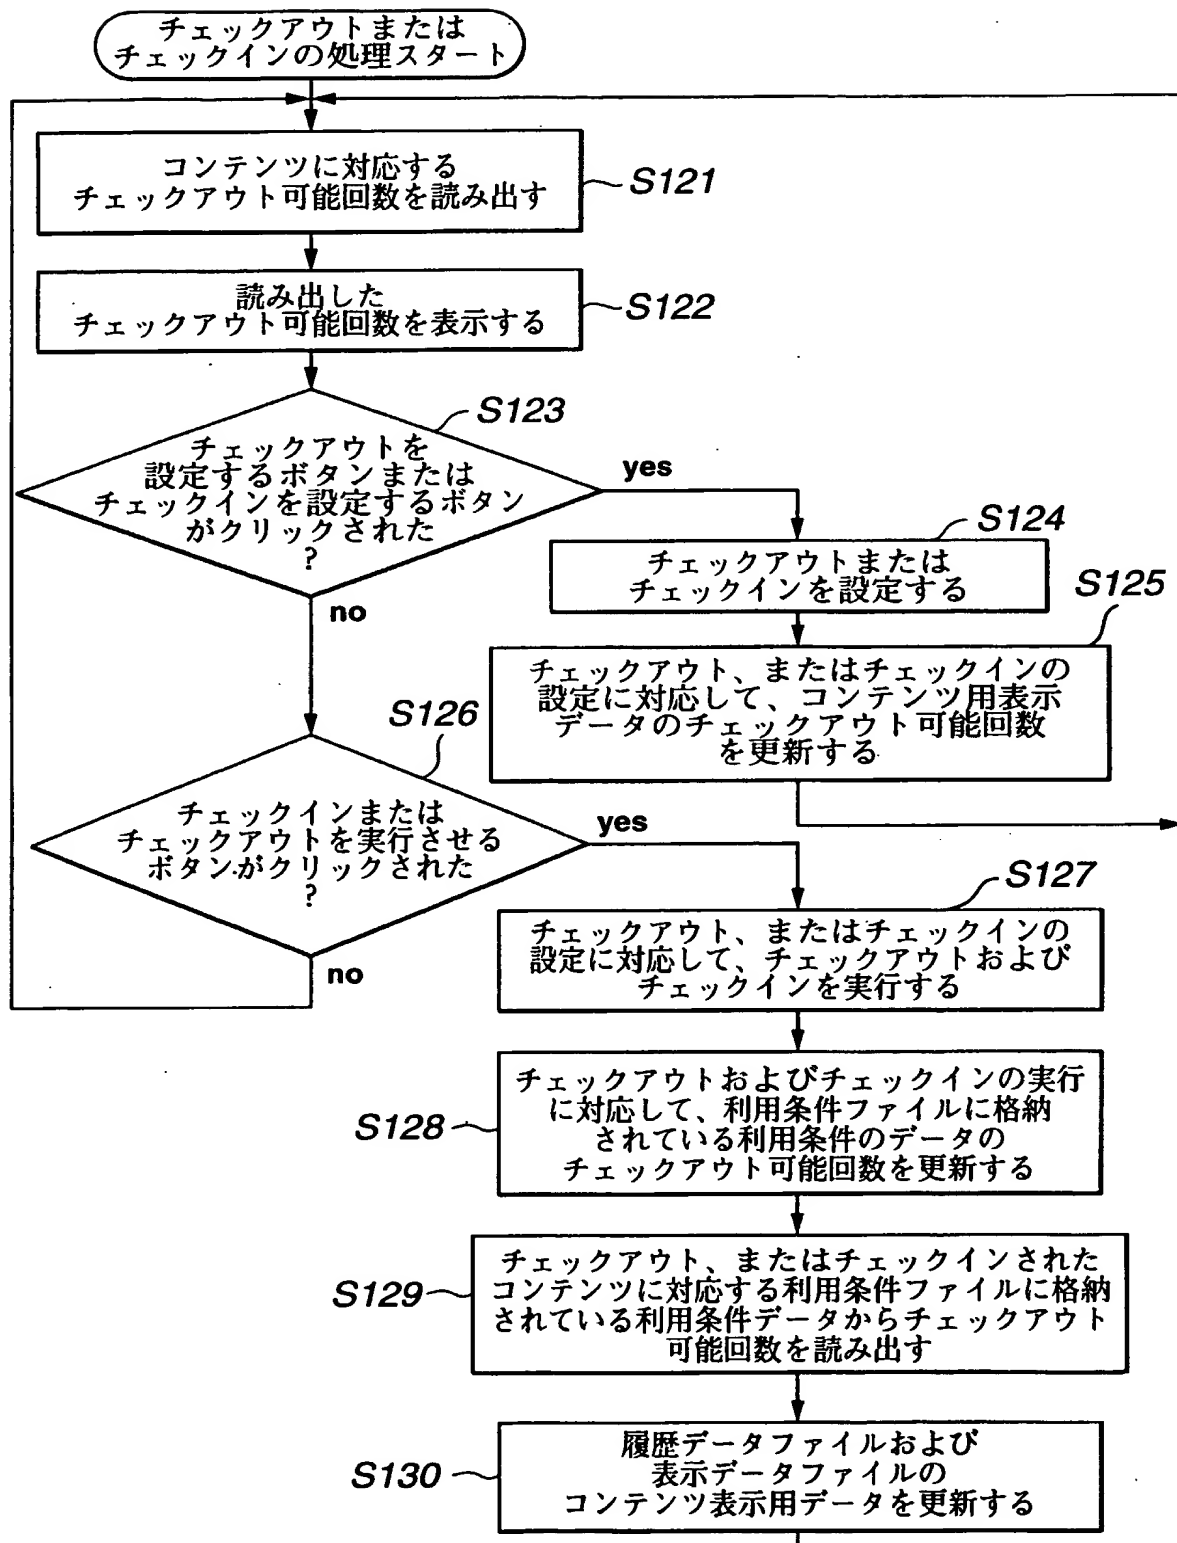 チェックアウトまたは
チェックインの処理スタート
コンテンツに対応する
チェックアウト可能回数を読み出す
S121
読み出した
チェックアウト可能回数を表示する
S122
S123
チェックアウトを
設定するボタンまたは
チェックインを設定するボタン
がクリックされた
?
yes
no
S124
チェックアウトまたは
チェックインを設定する
S125
チェックアウト、またはチェックインの
設定に対応して、コンテンツ用表示
データのチェックアウト可能回数
を更新する
S126
チェックインまたは
チェックアウトを実行させる
ボタンがクリックされた
?
yes
no
S127
チェックアウト、またはチェックインの
設定に対応して、チェックアウトおよび
チェックインを実行する
チェックアウトおよびチェックインの実行
に対応して、利用条件ファイルに格納
されている利用条件のデータの
チェックアウト可能回数を更新する
S128
チェックアウト、またはチェックインされた
コンテンツに対応する利用条件ファイルに格納
されている利用条件データからチェックアウト
可能回数を読み出す
S129
履歴データファイルおよび
表示データファイルの
コンテンツ表示用データを更新する
S130